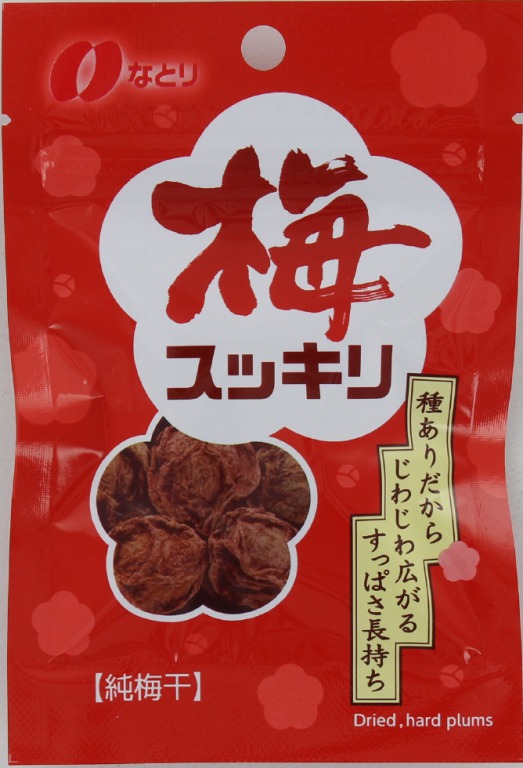 なとり
梅
スッキリ
種ありだから
じわじわ広がる
すっぱさ長持ち
【純梅干】
Dried, hard plums